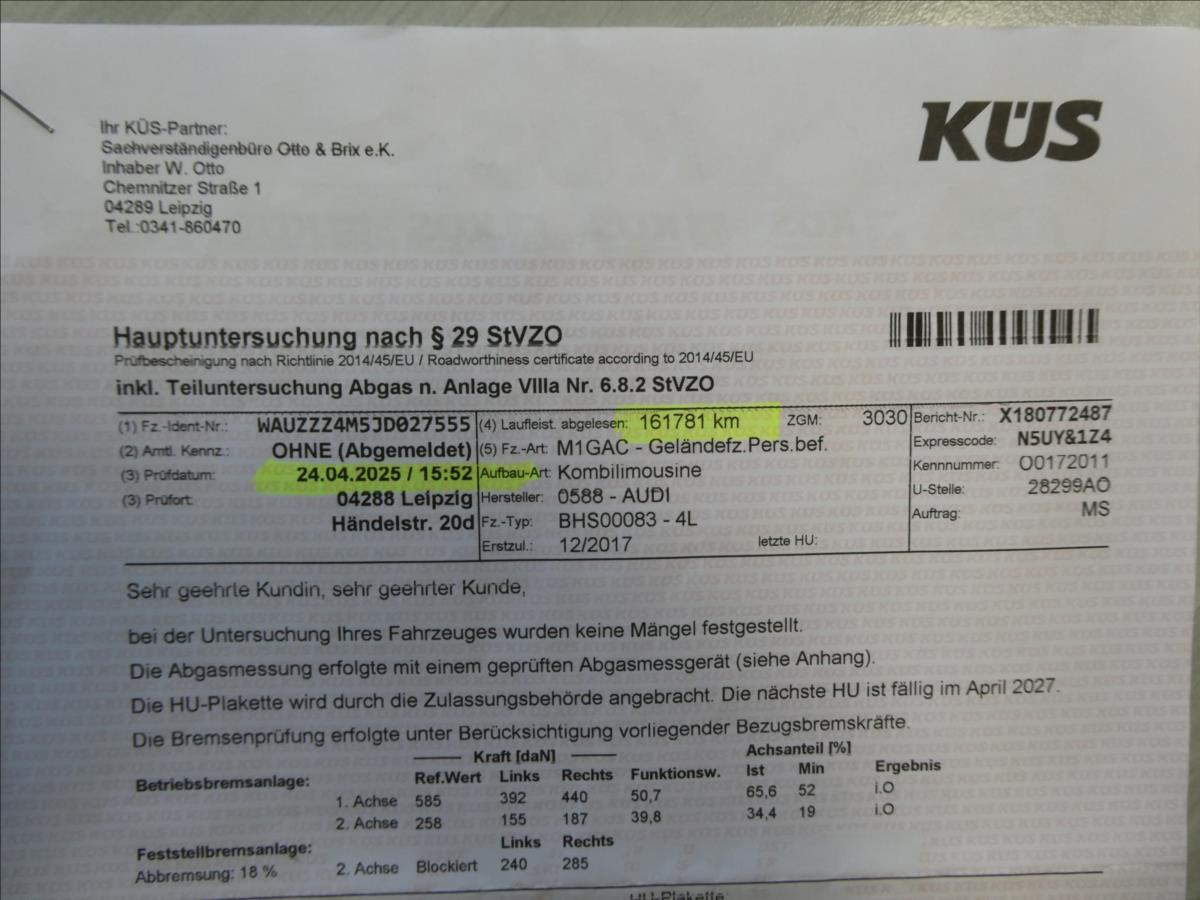 KÜS
Ihr KÜS-Partner:
Sachverständigenbüro Otto & Brix e.K.
Inhaber W. Otto
Chemnitzer Straße 1
04289 Leipzig
Tel.:0341-860470
Hauptuntersuchung nach § 29 StVZO
Prüfbescheinigung nach Richtlinie 2014/45/EU / Roadworthiness certificate according to 2014/45/EU
inkl. Teiluntersuchung Abgas n. Anlage VIIIa Nr. 6.8.2 StVZO
(1) Fz.-Ident-Nr.: WAUZZZ4M5JD027555
(2) Amtl. Kennz.: OHNE (Abgemeldet)
(3) Prüfdatum: 24.04.2025 / 15:52
(3) Prüfort: 04288 Leipzig
Händelstr. 20d
(4) Laufleist. abgelesen: 161781 km ZGM: 3030
(5) Fz.-Art: M1GAC - Geländefz.Pers.bef.
Aufbau-Art: Kombilimousine
Hersteller: 0588 - AUDI
Fz.-Typ: BHS00083 - 4L
Erstzul.: 12/2017 letzte HU:
Bericht-Nr.: X180772487
Expresscode: N5UY&1Z4
Kennnummer: O0172011
U-Stelle: 28299AO
Auftrag: MS
Sehr geehrte Kundin, sehr geehrter Kunde,
bei der Untersuchung Ihres Fahrzeuges wurden keine Mängel festgestellt.
Die Abgasmessung erfolgte mit einem geprüften Abgasmessgerät (siehe Anhang).
Die HU-Plakette wird durch die Zulassungsbehörde angebracht. Die nächste HU ist fällig im April 2027.
Die Bremsenprüfung erfolgte unter Berücksichtigung vorliegender Bezugsbremskräfte.
Kraft [daN] Achsanteil [%]
Betriebsbremsanlage: Ref.Wert Links Rechts Funktionsw. Ist Min Ergebnis
1. Achse 585 392 440 50,7 65,6 52 i.O
2. Achse 258 155 187 39,8 34,4 19 i.O
Feststellbremsanlage: Links Rechts
Abbremsung: 18 % 2. Achse Blockiert 240 285
HU-Plakette: